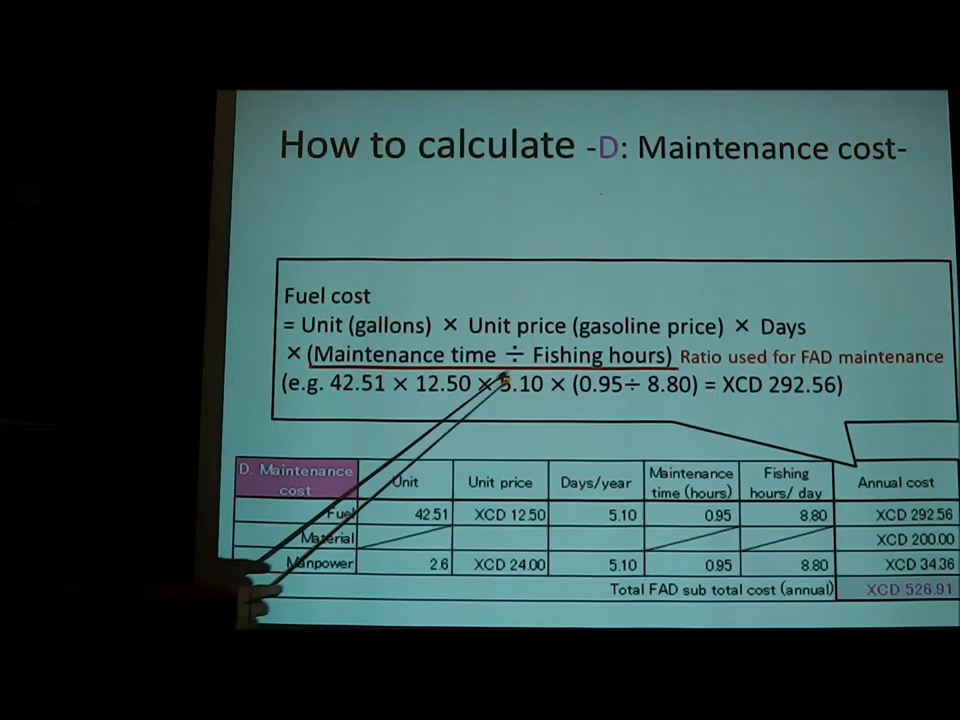 How to calculate -D: Maintenance cost-
Fuel cost
= Unit (gallons) × Unit price (gasoline price) × Days
× (Maintenance time ÷ Fishing hours) Ratio used for FAD maintenance
(e.g. 42.51 × 12.50 × 5.10 × (0.95÷ 8.80) = XCD 292.56)
D. Maintenance cost Unit Unit price Days/year Maintenance time (hours) Fishing hours/ day Annual cost
Fuel 42.51 XCD 12.50 5.10 0.95 8.80 XCD 292.56
Material XCD 200.00
Manpower 2.6 XCD 24.00 5.10 0.95 8.80 XCD 34.36
Total FAD sub total cost (annual) XCD 526.91